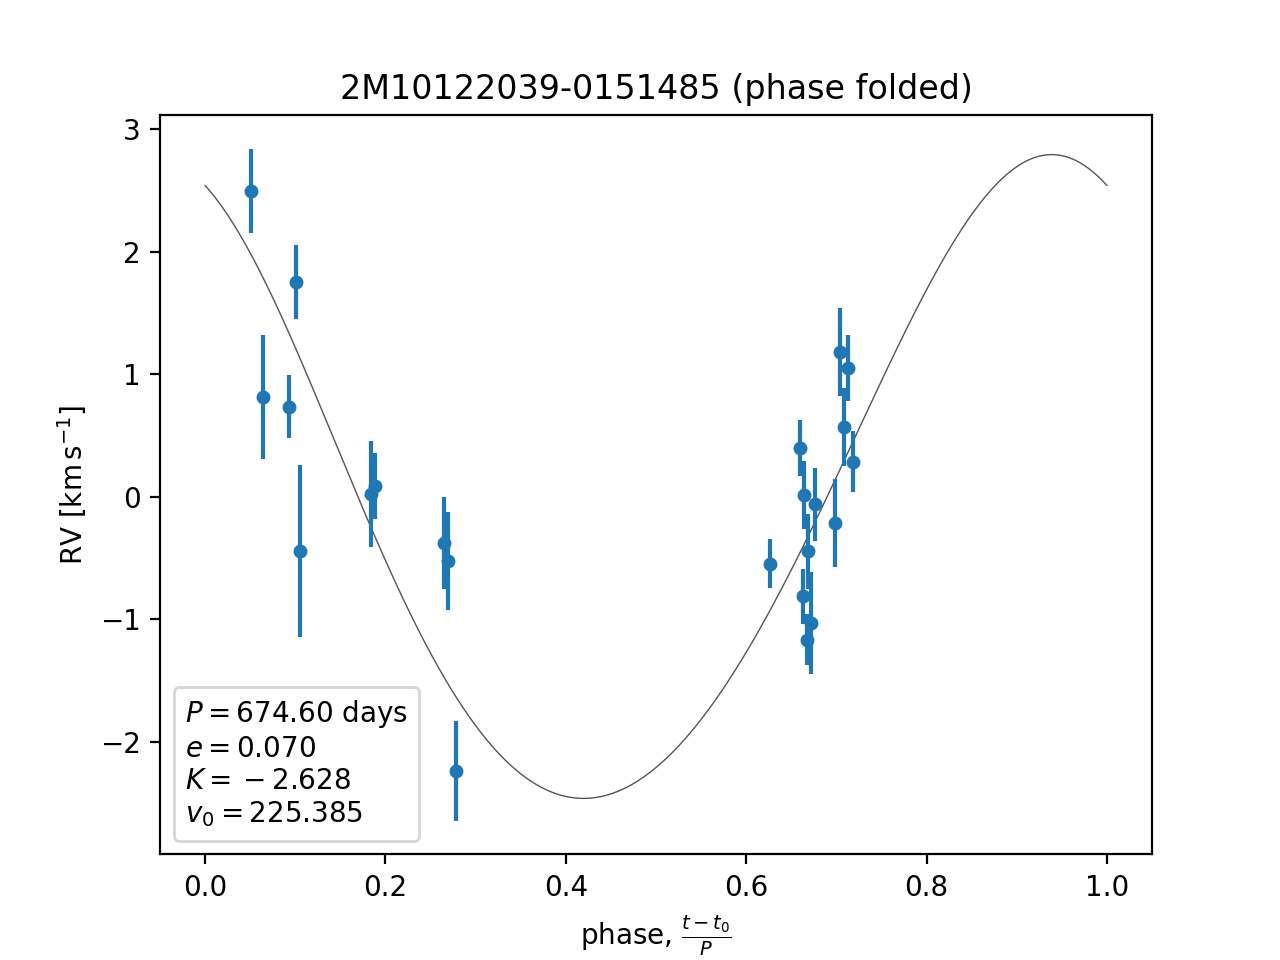 2M10122039-0151485 (phase folded)
3
2
1
0
−1
−2
RV [km s⁻¹]
P = 674.60 days
e = 0.070
K = −2.628
v₀ = 225.385
0.0 0.2 0.4 0.6 0.8 1.0
phase, (t − t₀)/P